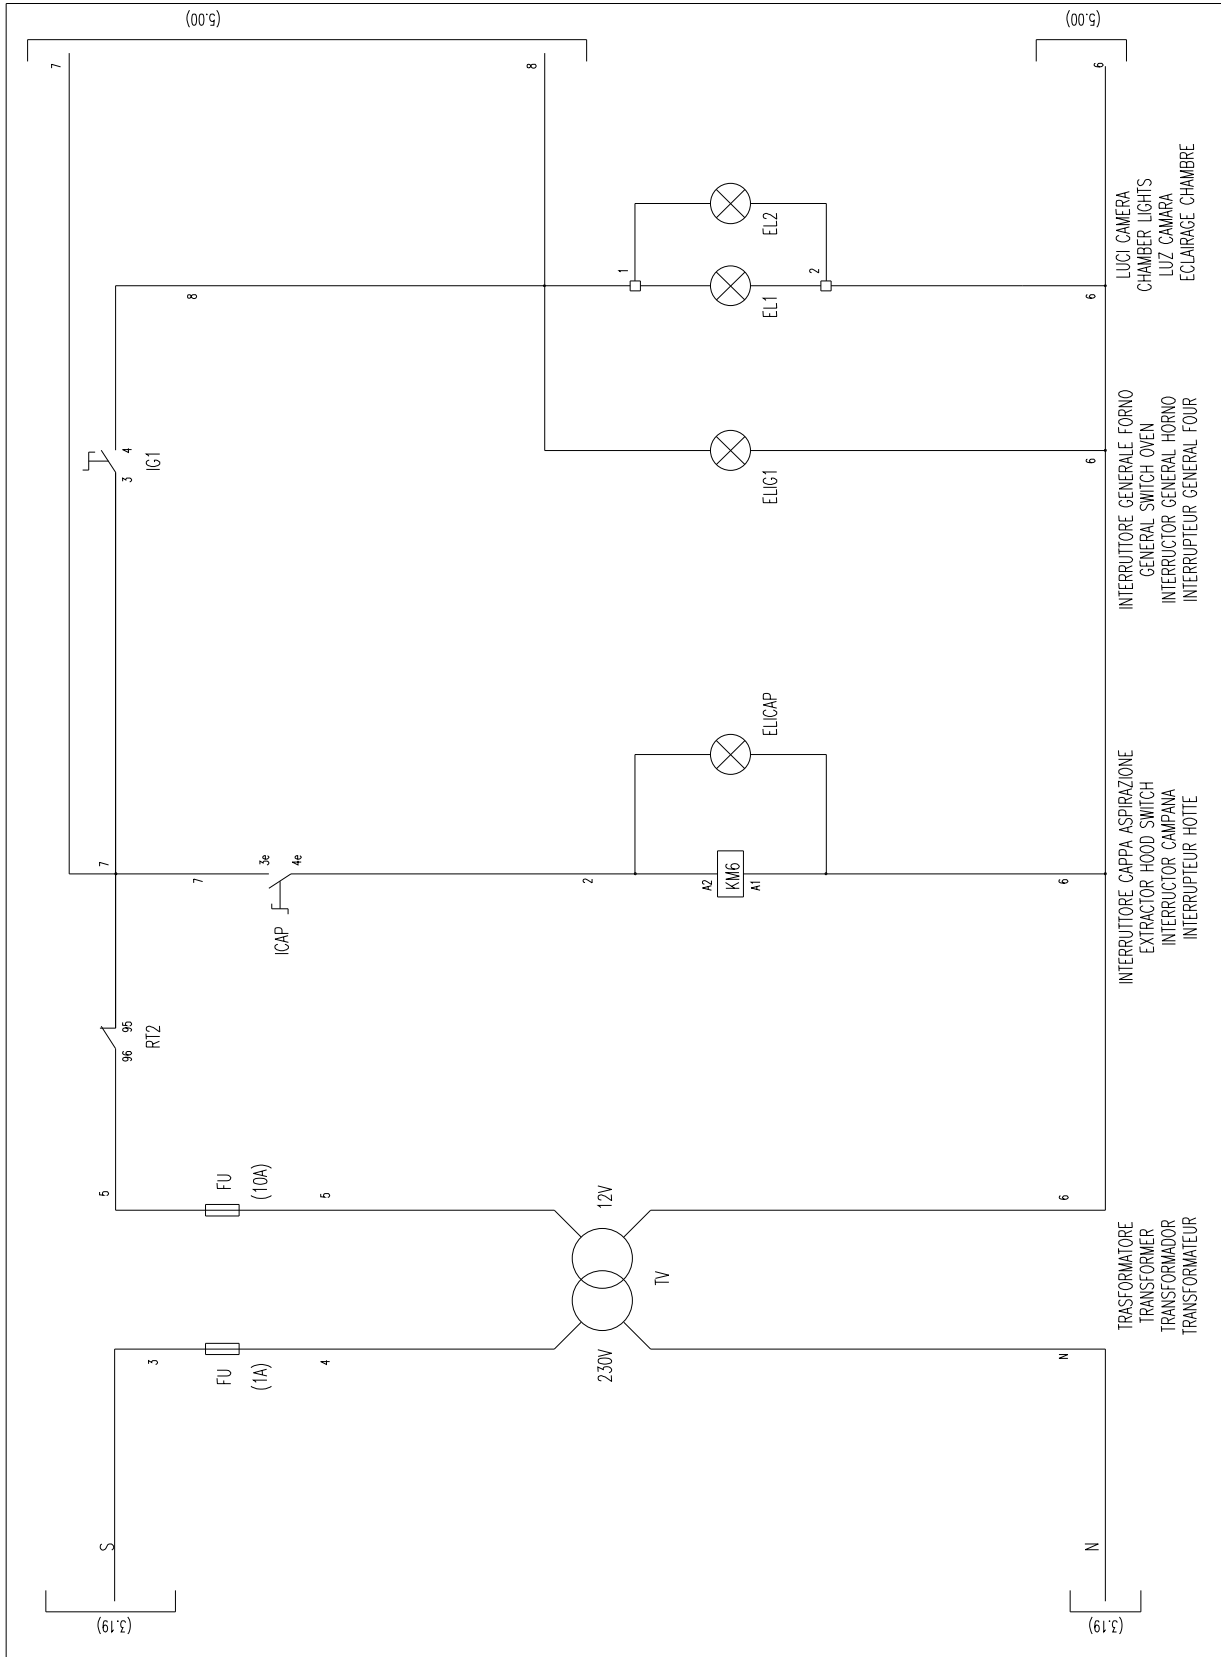 (3.19)
S
3
FU
(1A)
4
230V
TV
12V
N
N
(3.19)
TRASFORMATORE
TRANSFORMER
TRANSFORMADOR
TRANSFORMATEUR
5
FU
(10A)
5
6
96
95
RT2
7
7
3e
4e
ICAP
2
A2
KM6
A1
ELICAP
6
INTERRUTTORE CAPPA ASPIRAZIONE
EXTRACTOR HOOD SWITCH
INTERRUCTOR CAMPANA
INTERRUPTEUR HOTTE
3
4
IG1
ELIG1
6
INTERRUTTORE GENERALE FORNO
GENERAL SWITCH OVEN
INTERRUCTOR GENERAL HORNO
INTERRUPTEUR GENERAL FOUR
8
1
EL1
EL2
2
6
LUCI CAMERA
CHAMBER LIGHTS
LUZ CAMARA
ECLAIRAGE CHAMBRE
7
8
6
(5.00)
(5.00)